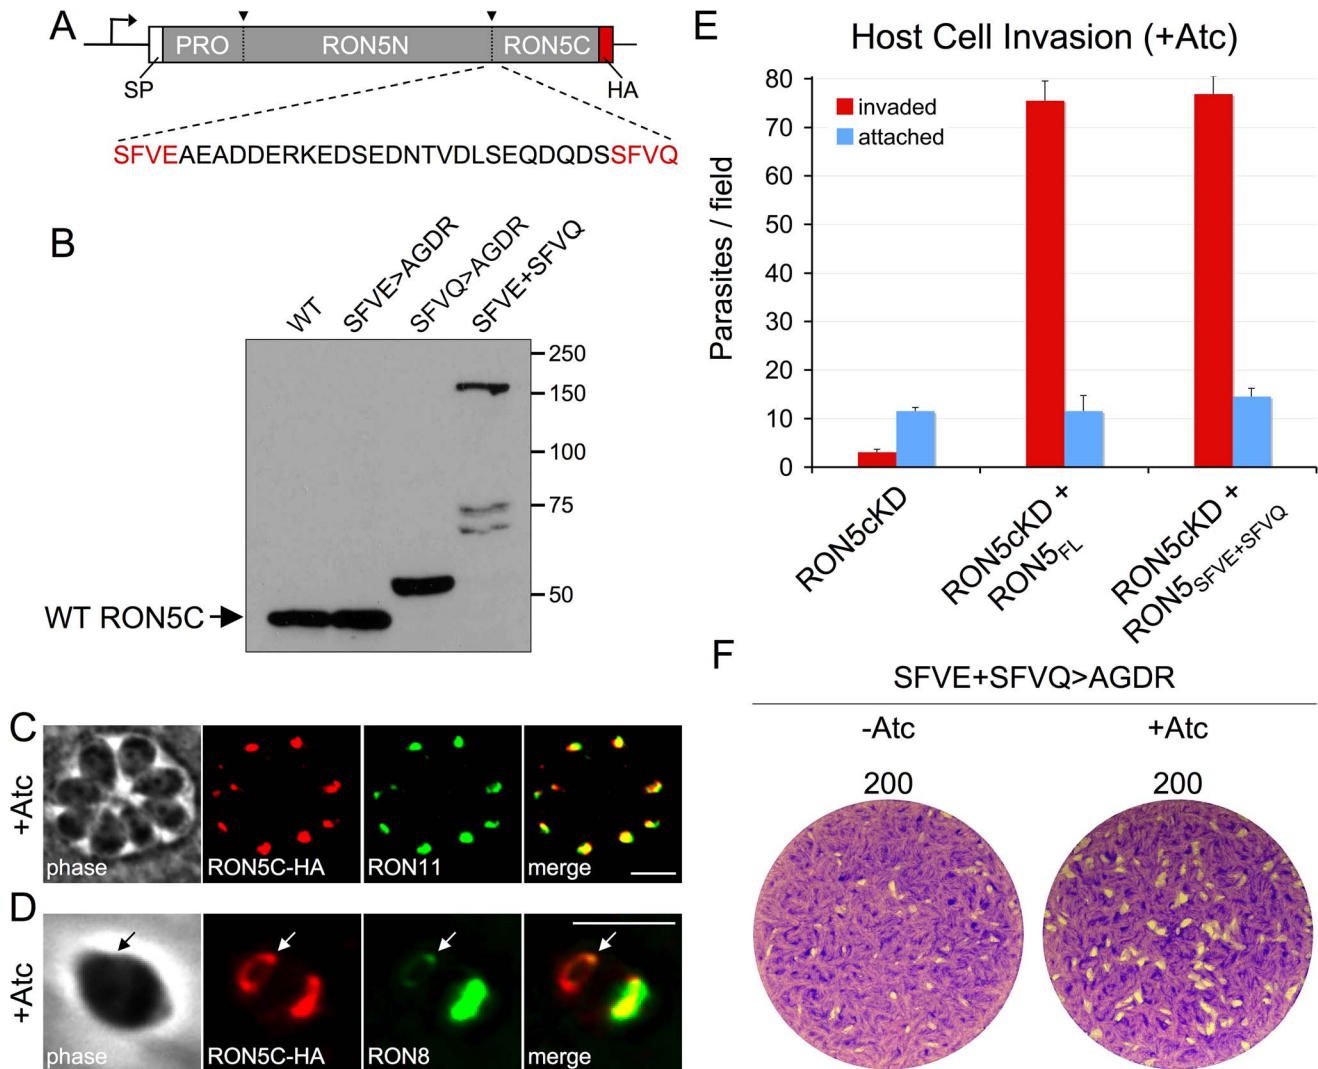 A
PRO
RON5N
RON5C
SP
HA
SFVEAEADDERKEDSEDNTVDLSEQDQDSSFVQ
B
WT
SFVE>AGDR
SFVQ>AGDR
SFVE+SFVQ
250
150
100
75
50
WT RON5C
C
+Atc
phase
RON5C-HA
RON11
merge
D
+Atc
phase
RON5C-HA
RON8
merge
E
Host Cell Invasion (+Atc)
Parasites / field
80
70
60
50
40
30
20
10
0
invaded
attached
RON5cKD
RON5cKD +
RON5FL
RON5cKD +
RON5SFVE+SFVQ
F
SFVE+SFVQ>AGDR
-Atc
+Atc
200
200